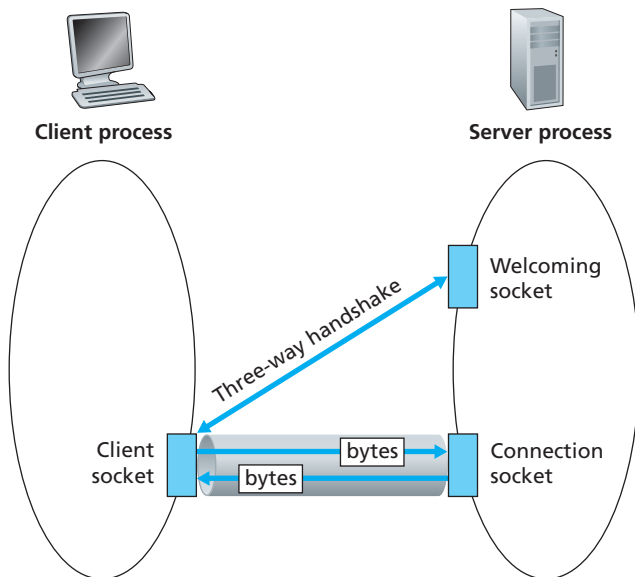 Client process
Server process
Welcoming
socket
Three-way handshake
Client
socket
bytes
bytes
Connection
socket